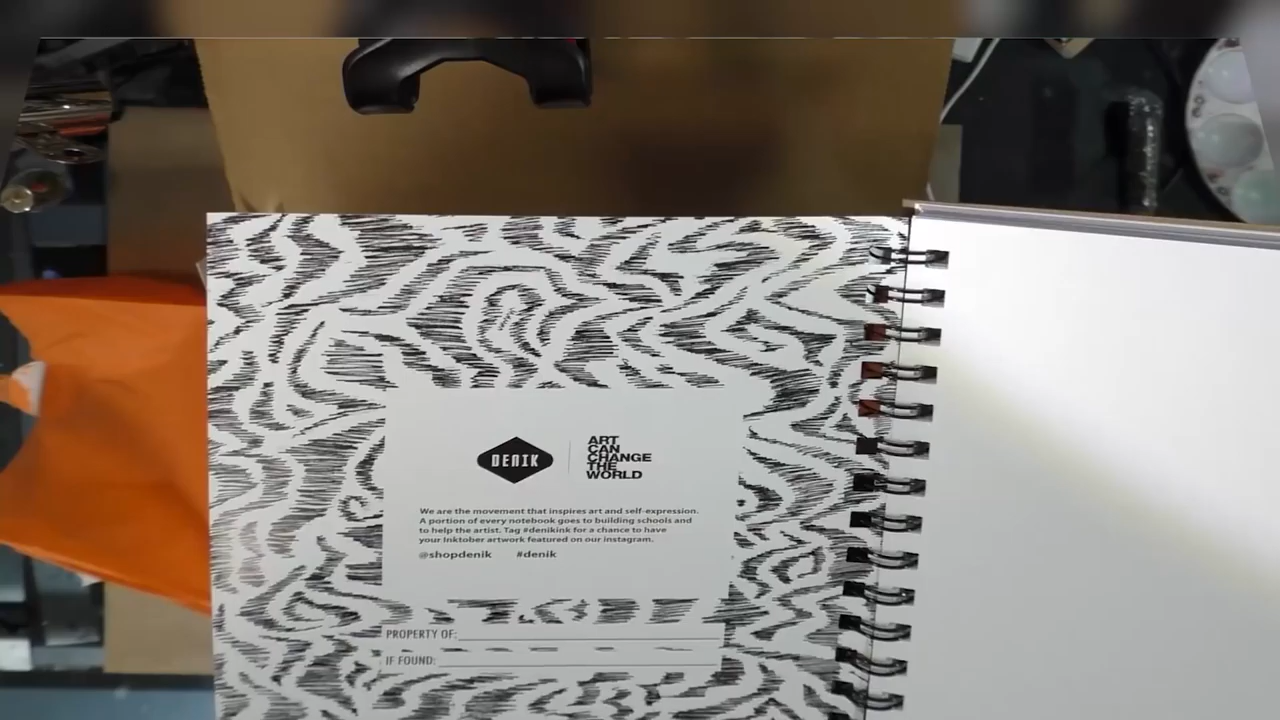 DENIK
ART
CAN
CHANGE
THE
WORLD
We are the movement that inspires art and self-expression.
A portion of every notebook goes to building schools and
to help the artist. Tag #denikink for a chance to have
your Inktober artwork featured on our instagram.
@shopdenik #denik
PROPERTY OF:
IF FOUND: